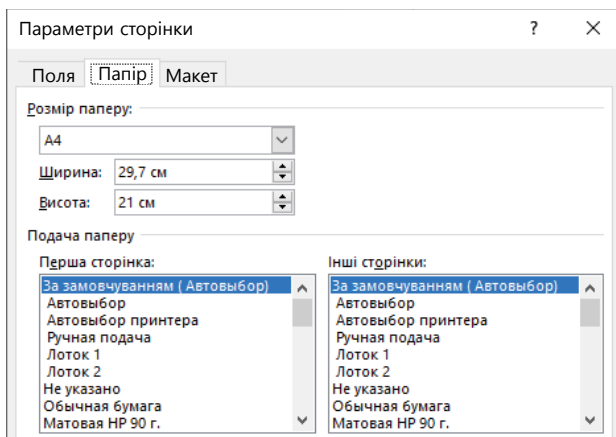 Параметри сторінки ?
Поля Папір Макет
Розмір паперу:
A4
Ширина: 29,7 см
Висота: 21 см
Подача паперу
Перша сторінка: Інші сторінки:
За замовчуванням ( Автовыбор) За замовчуванням ( Автовыбор)
Автовыбор Автовыбор
Автовыбор принтера Автовыбор принтера
Ручная подача Ручная подача
Лоток 1 Лоток 1
Лоток 2 Лоток 2
Не указано Не указано
Обычная бумага Обычная бумага
Матовая HP 90 г. Матовая HP 90 г.